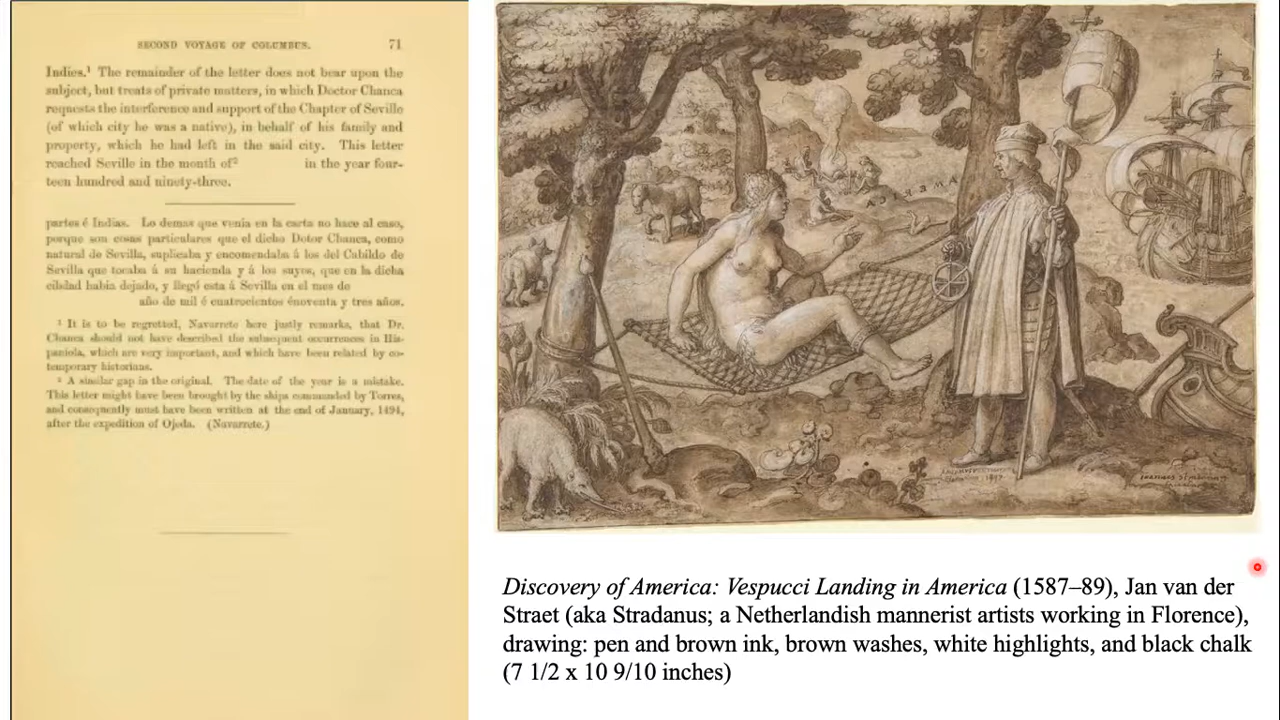 SECOND VOYAGE OF COLUMBUS. 71
Indies.¹ The remainder of the letter does not bear upon the
subject, but treats of private matters, in which Doctor Chanca
requests the interference and support of the Chapter of Seville
(of which city he was a native), in behalf of his family and
property, which he had left in the said city. This letter
reached Seville in the month of² in the year four-
teen hundred and ninety-three.
partes é Indias. Lo demas que venia en la carta no hace al caso,
porque son cosas particulares que el dicho Dotor Chanca, como
natural de Sevilla, suplicaba y encomendaba á los del Cabildo de
Sevilla que tocaba á su hacienda y á los suyos, que en la dicha
cibdad habia dejado, y llegó esta á Sevilla en el mes de
año de mil é cuatrocientos énoventa y tres años.
¹ It is to be regretted, Navarrete here justly remarks, that Dr.
Chanca should not have described the subsequent occurrences in His-
paniola, which are very important, and which have been related by co-
temporary historians.
² A similar gap in the original. The date of the year is a mistake.
This letter might have been brought by the ships commanded by Torres,
and consequently must have been written at the end of January, 1494,
after the expedition of Ojeda. (Navarrete.)
Discovery of America: Vespucci Landing in America (1587–89), Jan van der
Straet (aka Stradanus; a Netherlandish mannerist artists working in Florence),
drawing: pen and brown ink, brown washes, white highlights, and black chalk
(7 1/2 x 10 9/10 inches)